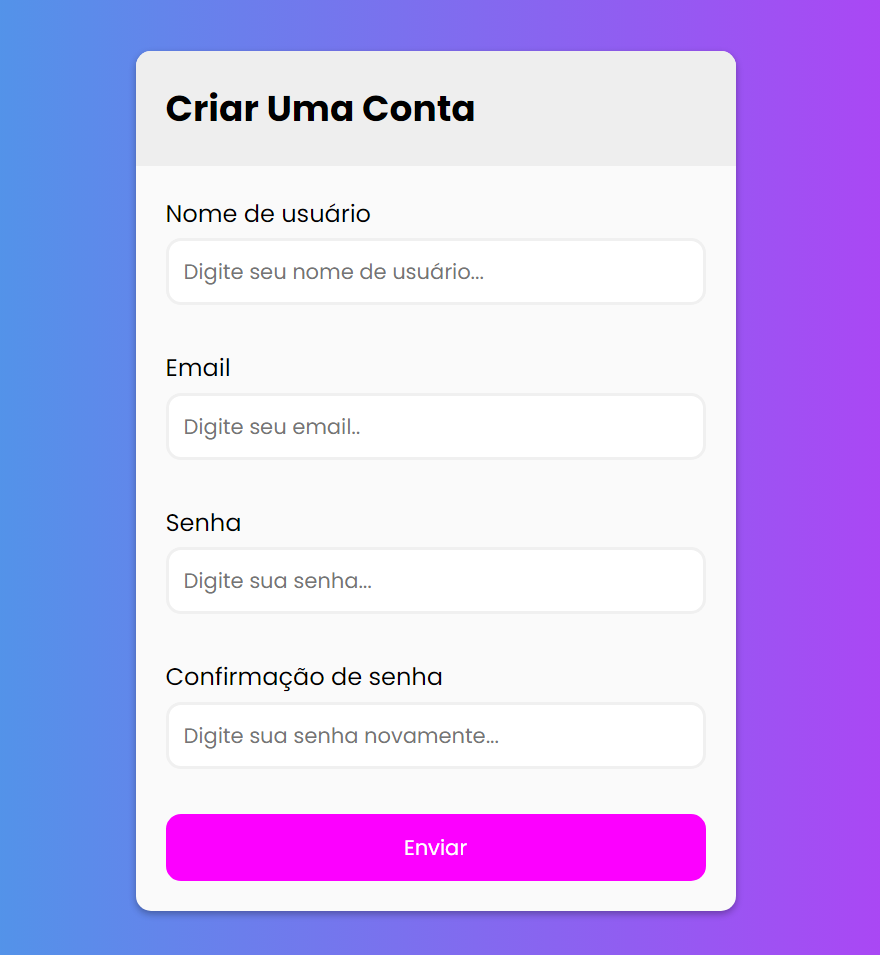 Criar Uma Conta
Nome de usuário
Digite seu nome de usuário...
Email
Digite seu email..
Senha
Digite sua senha...
Confirmação de senha
Digite sua senha novamente...
Enviar